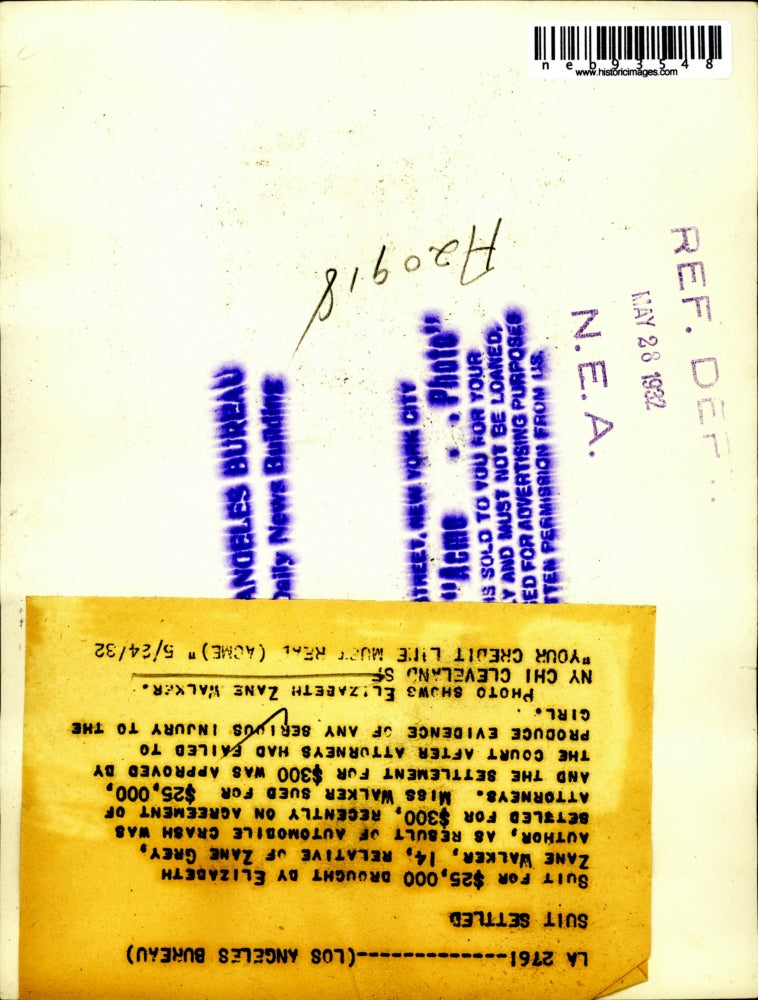 neb93548
www.historicimages.com
A20918
REF. DEP..
MAY 28 1932
N.E.A.
ANGELES BUREAU
Daily News Building
STREET, NEW YORK CITY
"Acme - - Photo"
IS SOLD TO YOU FOR YOUR
Y AND MUST NOT BE LOANED,
ED FOR ADVERTISING PURPOSES
TTEN PERMISSION FROM US.
LA 2761---------------(LOS ANGELES BUREAU)
SUIT SETTLED
SUIT FOR $25,000 BROUGHT BY ELIZABETH
ZANE WALKER, 14, RELATIVE OF ZANE GREY,
AUTHOR, AS RESULT OF AUTOMOBILE CRASH WAS
SETTLED FOR $300, RECENTLY ON AGREEMENT OF
ATTORNEYS. MISS WALKER SUED FOR $25,000,
AND THE SETTLEMENT FOR $300 WAS APPROVED BY
THE COURT AFTER ATTORNEYS HAD FAILED TO
PRODUCE EVIDENCE OF ANY SERIOUS INJURY TO THE
GIRL.
PHOTO SHOWS ELIZABETH ZANE WALKER.
NY CHI CLEVELAND SF
"YOUR CREDIT LINE MUST READ (ACME)" 5/24/32